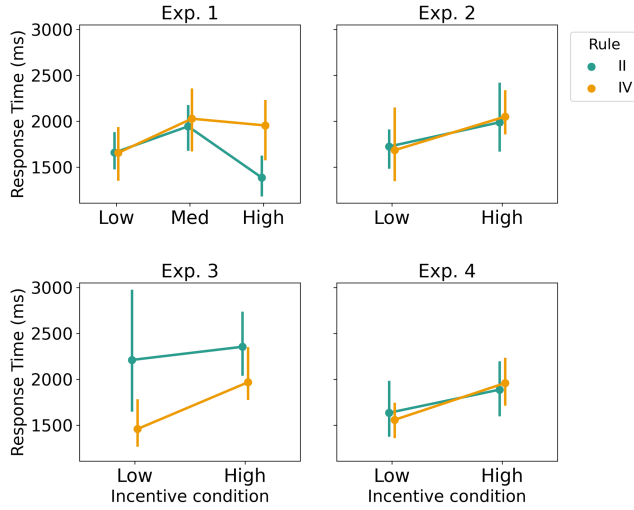 Exp. 1
Exp. 2
Rule
II
IV
Response Time (ms)
3000
2500
2000
1500
Low Med High
Low High
Exp. 3
Exp. 4
Response Time (ms)
3000
2500
2000
1500
Low High
Low High
Incentive condition
Incentive condition